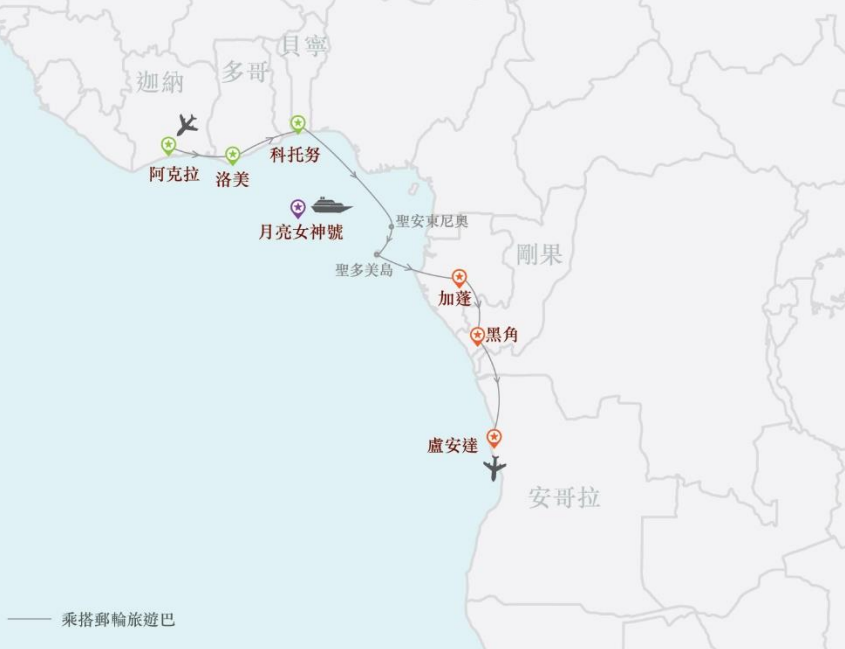 貝寧
多哥
迦納
科托努
阿克拉
洛美
聖安東尼奧
月亮女神號
剛果
聖多美島
加蓬
黑角
盧安達
安哥拉
乘搭郵輪旅遊巴